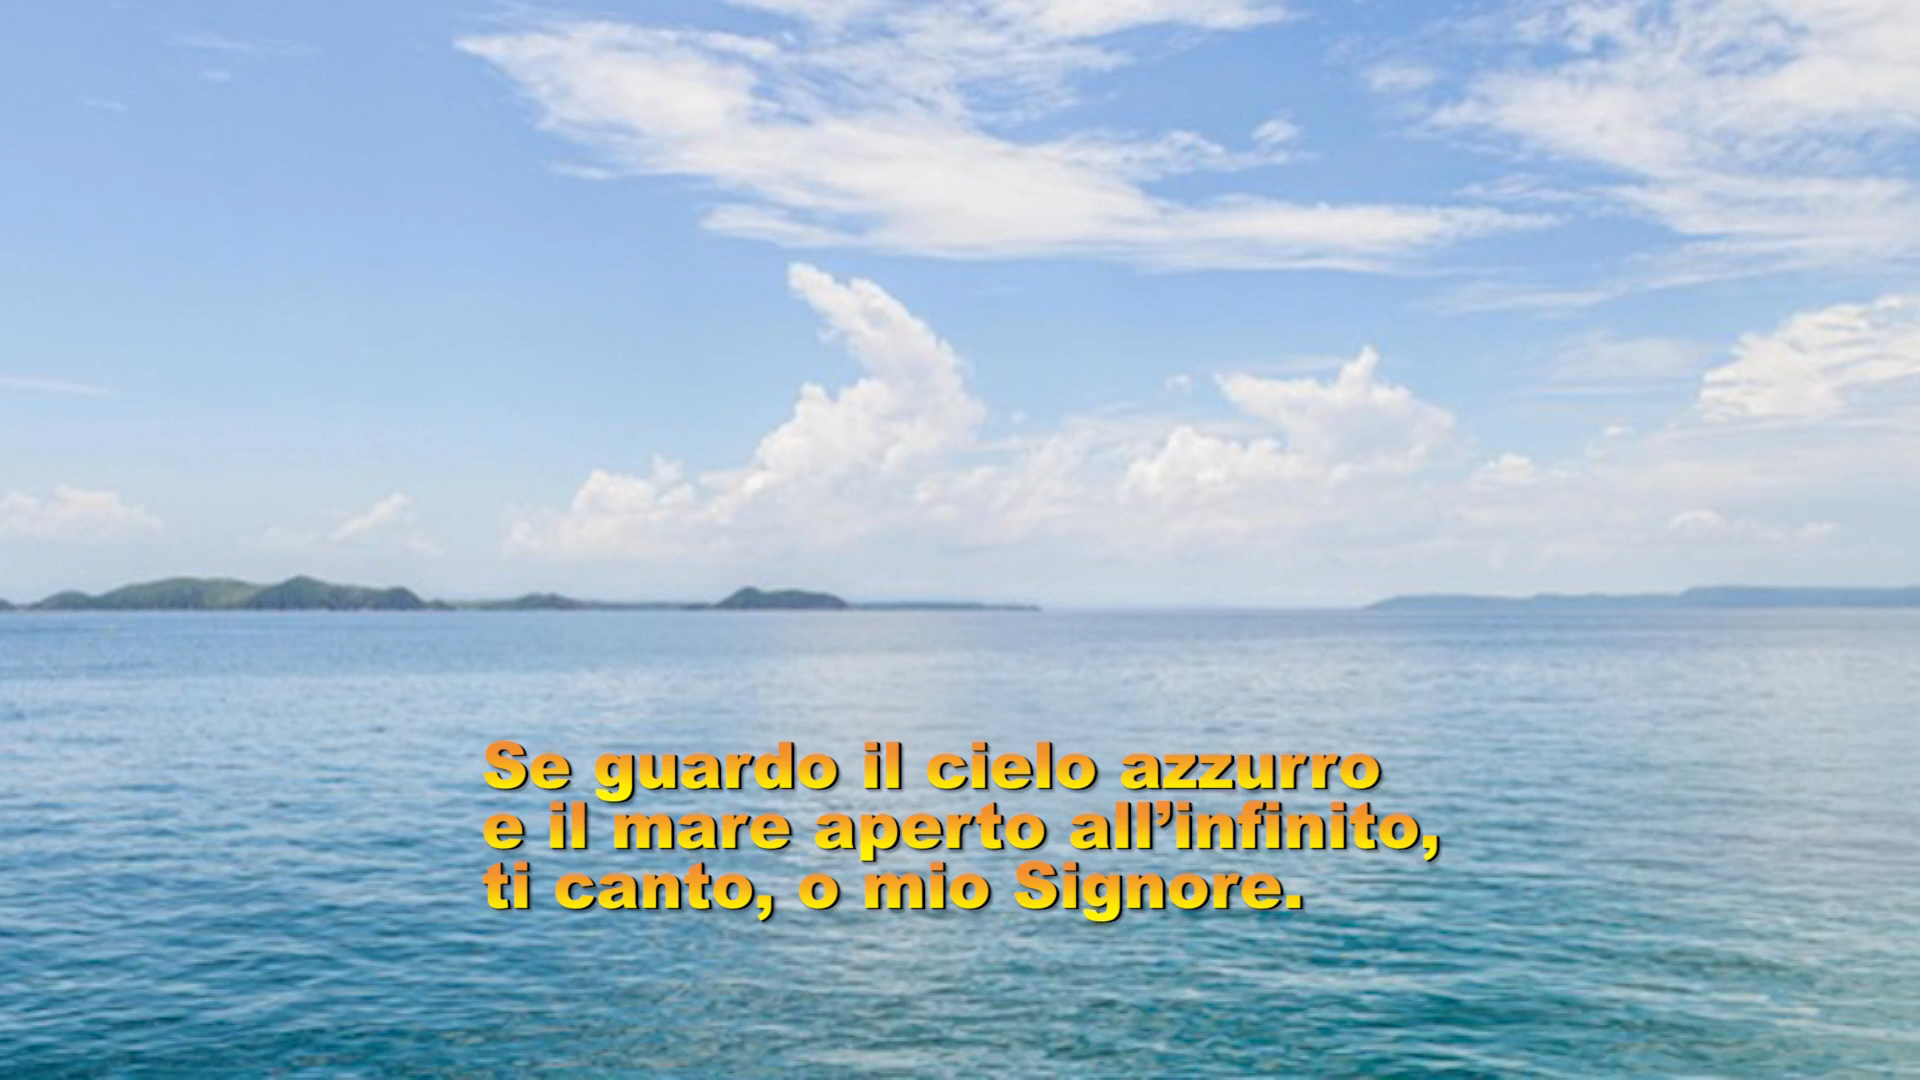 Se guardo il cielo azzurro
e il mare aperto all’infinito,
ti canto, o mio Signore.